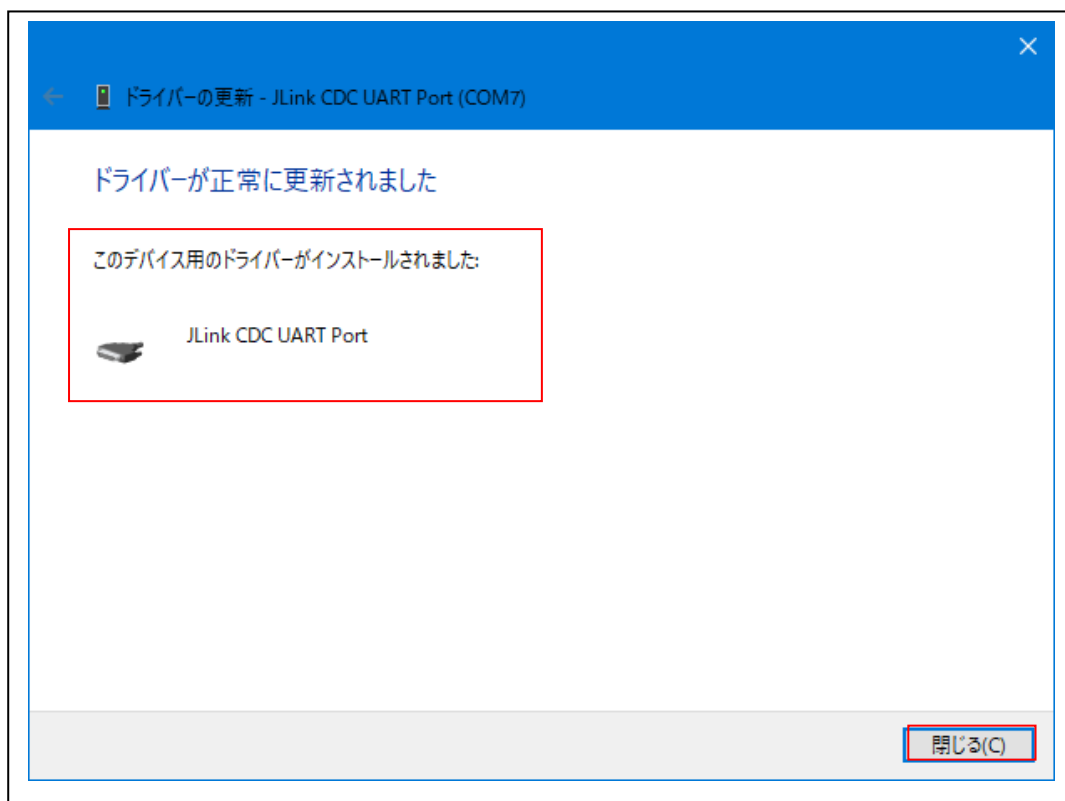 ドライバーの更新 - JLink CDC UART Port (COM7)
ドライバーが正常に更新されました
このデバイス用のドライバーがインストールされました:
JLink CDC UART Port
閉じる(C)